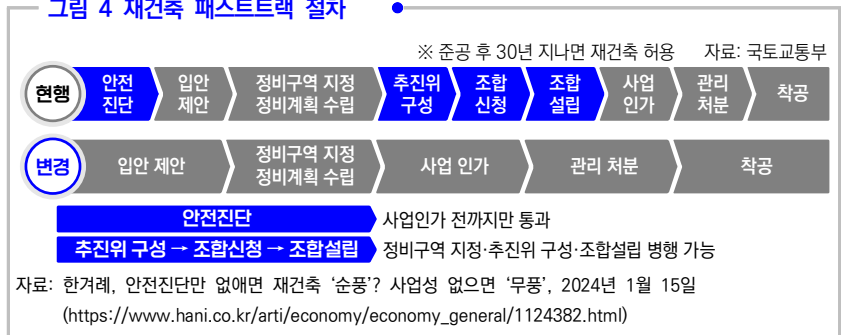 그림 4 재건축 패스트트랙 절차
※ 준공 후 30년 지나면 재건축 허용 자료: 국토교통부
현행
안전
진단
입안
제안
정비구역 지정
정비계획 수립
추진위
구성
조합
신청
조합
설립
사업
인가
관리
처분
착공
변경
입안 제안
정비구역 지정
정비계획 수립
사업 인가
관리 처분
착공
안전진단 사업인가 전까지만 통과
추진위 구성 → 조합신청 → 조합설립 정비구역 지정·추진위 구성·조합설립 병행 가능
자료: 한겨레, 안전진단만 없애면 재건축 ‘순풍’? 사업성 없으면 ‘무풍’, 2024년 1월 15일
(https://www.hani.co.kr/arti/economy/economy_general/1124382.html)